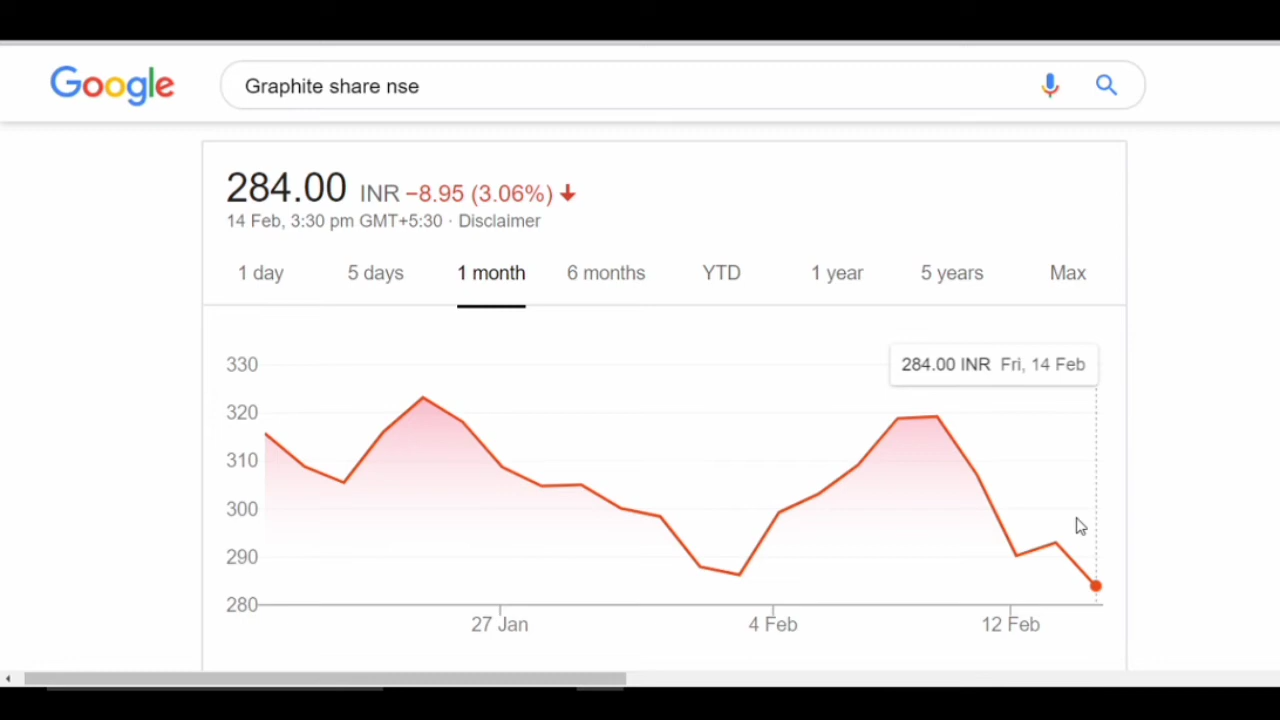 Google
Graphite share nse
284.00 INR −8.95 (3.06%)
14 Feb, 3:30 pm GMT+5:30 · Disclaimer
1 day 5 days 1 month 6 months YTD 1 year 5 years Max
330
284.00 INR Fri, 14 Feb
320
310
300
290
280
27 Jan 4 Feb 12 Feb